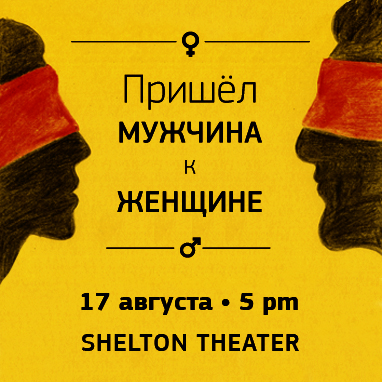 Пришёл
МУЖЧИНА
к
ЖЕНЩИНЕ
17 августа • 5 pm
SHELTON THEATER